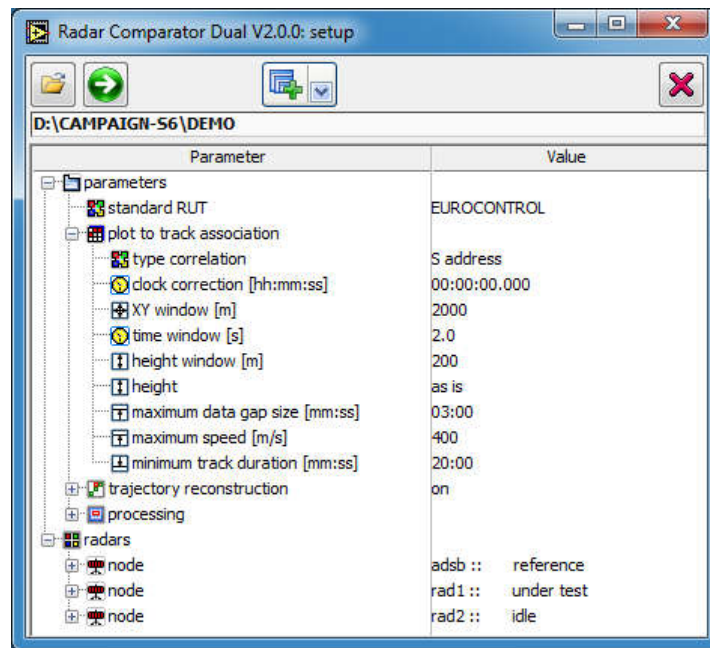 Radar Comparator Dual V2.0.0: setup
D:\CAMPAIGN-S6\DEMO
Parameter Value
parameters
standard RUT EUROCONTROL
plot to track association
type correlation S address
clock correction [hh:mm:ss] 00:00:00.000
XY window [m] 2000
time window [s] 2.0
height window [m] 200
height as is
maximum data gap size [mm:ss] 03:00
maximum speed [m/s] 400
minimum track duration [mm:ss] 20:00
trajectory reconstruction on
processing
radars
node adsb :: reference
node rad1 :: under test
node rad2 :: idle